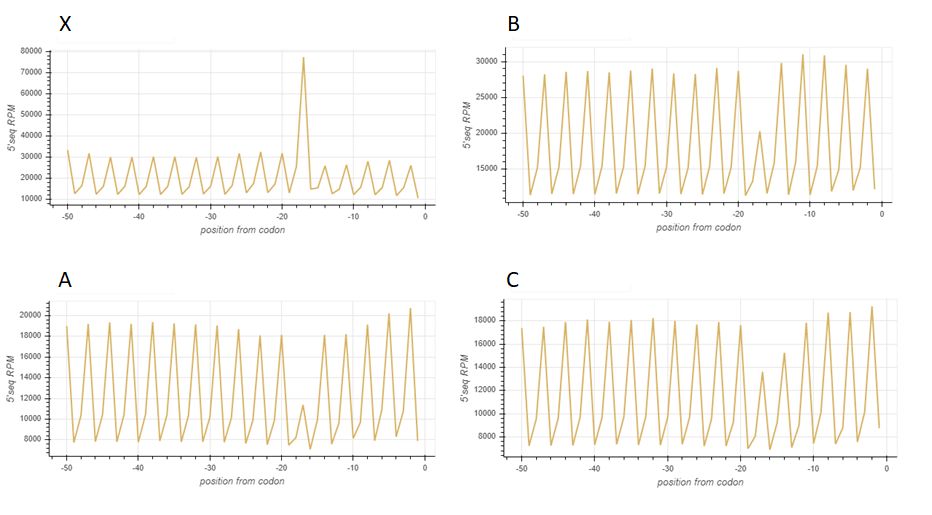 X
80000
70000
60000
50000
40000
30000
20000
10000
5'seq RPM
-50 -40 -30 -20 -10 0
position from codon
B
30000
25000
20000
15000
5'seq RPM
-50 -40 -30 -20 -10 0
position from codon
A
20000
18000
16000
14000
12000
10000
8000
5'seq RPM
-50 -40 -30 -20 -10 0
position from codon
C
18000
16000
14000
12000
10000
8000
5'seq RPM
-50 -40 -30 -20 -10 0
position from codon